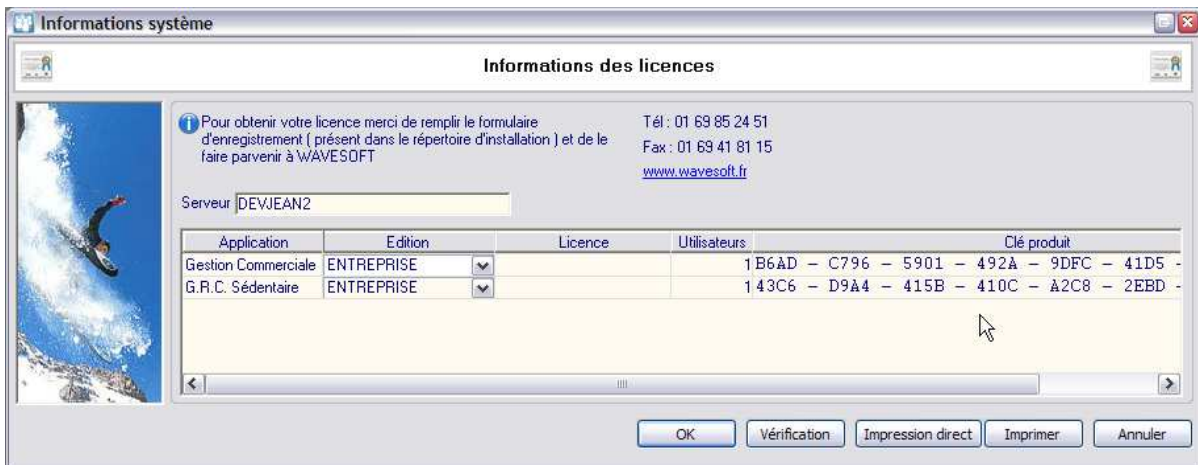 Informations système
Informations des licences
Pour obtenir votre licence merci de remplir le formulaire
d'enregistrement ( présent dans le répertoire d'installation ) et de le
faire parvenir à WAVESOFT
Tél : 01 69 85 24 51
Fax : 01 69 41 81 15
www.wavesoft.fr
Serveur DEVJEAN2
Application Edition Licence Utilisateurs Clé produit
Gestion Commerciale ENTREPRISE 1 B6AD - C796 - 5901 - 492A - 9DFC - 41D5 -
G.R.C. Sédentaire ENTREPRISE 1 43C6 - D9A4 - 415B - 410C - A2C8 - 2EBD -
OK Vérification Impression direct Imprimer Annuler